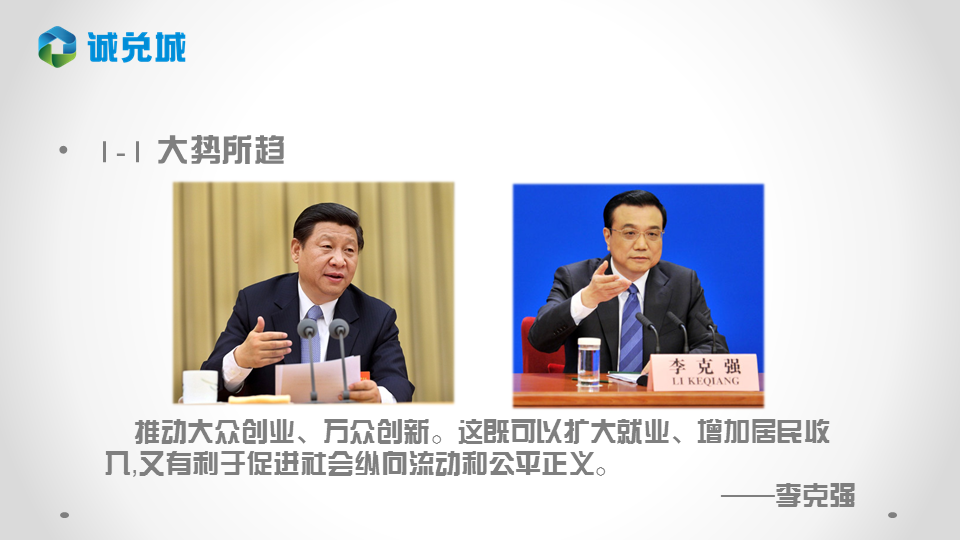 诚兑城
• 1-1 大势所趋
李克强
LI KEQIANG
推动大众创业、万众创新。这既可以扩大就业、增加居民收
入,又有利于促进社会纵向流动和公平正义。
——李克强